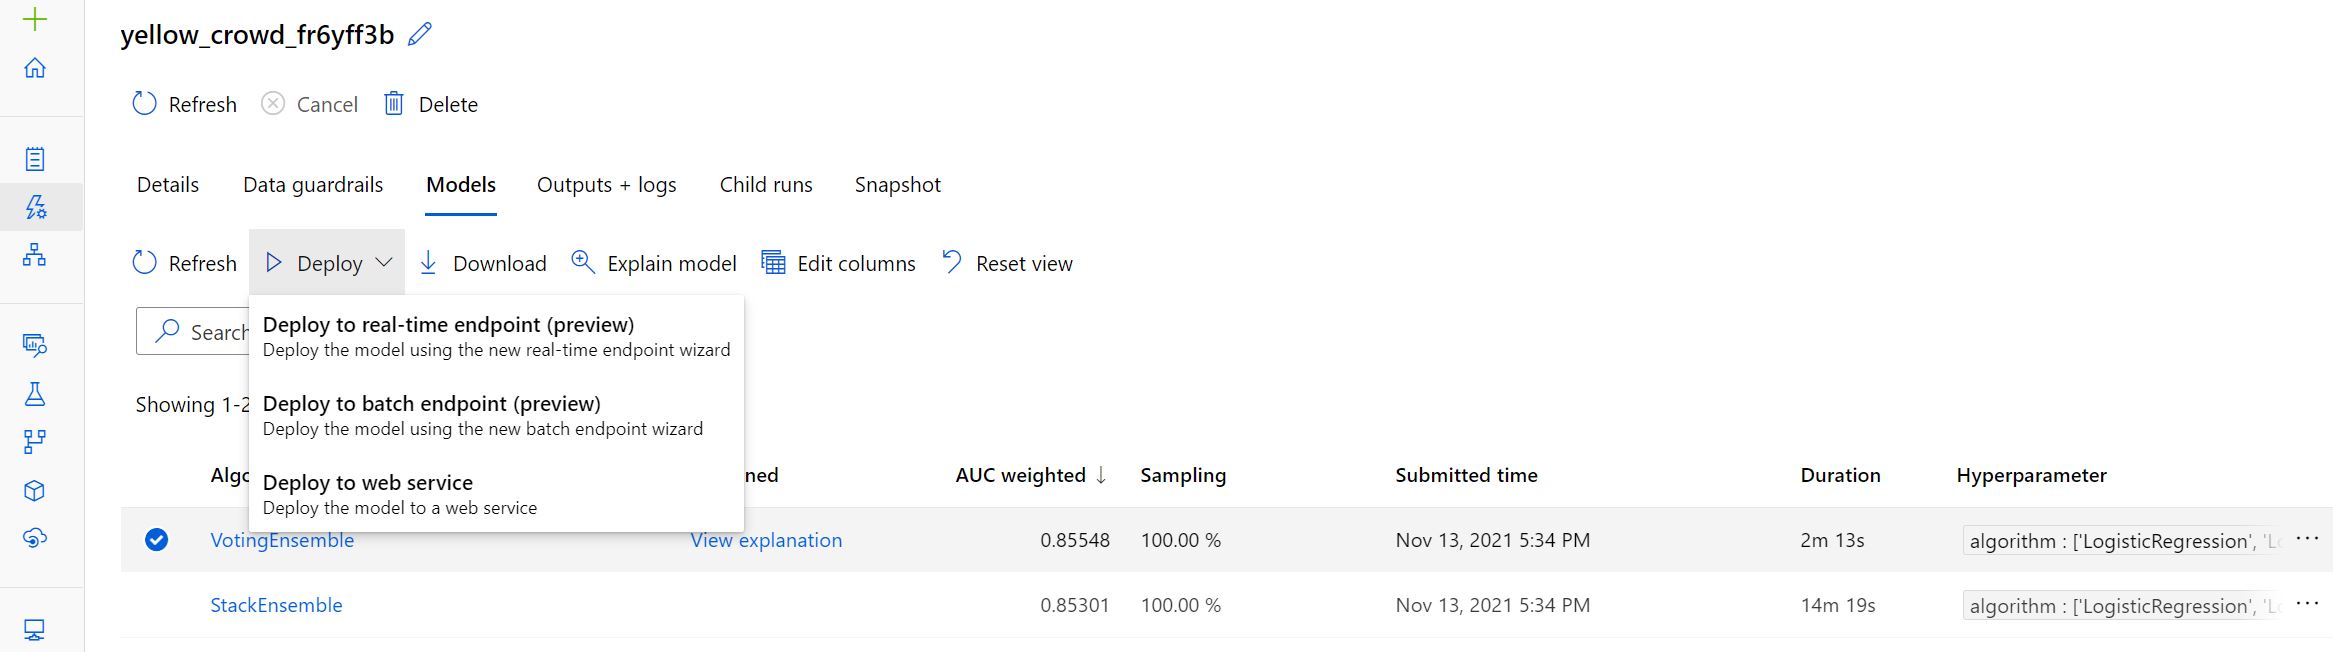 yellow_crowd_fr6yff3b
Refresh Cancel Delete
Details Data guardrails Models Outputs + logs Child runs Snapshot
Refresh Deploy Download Explain model Edit columns Reset view
Search
Deploy to real-time endpoint (preview)
Deploy the model using the new real-time endpoint wizard
Showing 1-2
Deploy to batch endpoint (preview)
Deploy the model using the new batch endpoint wizard
Deploy to web service
Deploy the model to a web service
Algo ned AUC weighted ↓ Sampling Submitted time Duration Hyperparameter
VotingEnsemble View explanation 0.85548 100.00 % Nov 13, 2021 5:34 PM 2m 13s algorithm : ['LogisticRegression', 'Lo ...
StackEnsemble 0.85301 100.00 % Nov 13, 2021 5:34 PM 14m 19s algorithm : ['LogisticRegression', 'Lo ...